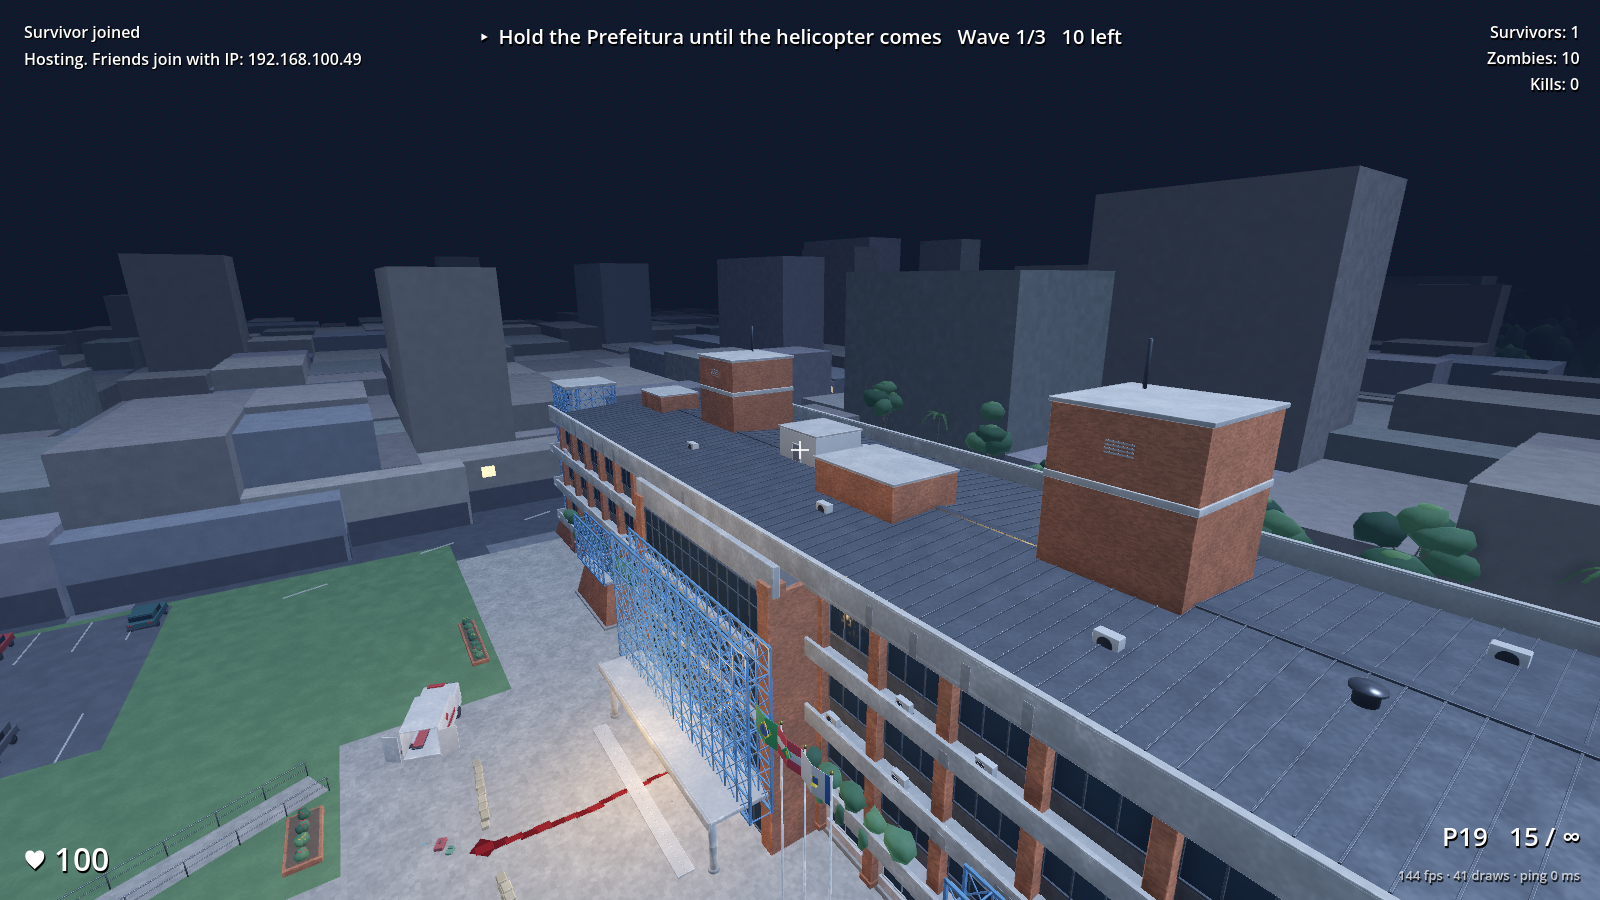 Survivor joined
Hosting. Friends join with IP: 192.168.100.49
‣ Hold the Prefeitura until the helicopter comes Wave 1/3 10 left
Survivors: 1
Zombies: 10
Kills: 0
100
P19 15 / ∞
144 fps · 41 draws · ping 0 ms